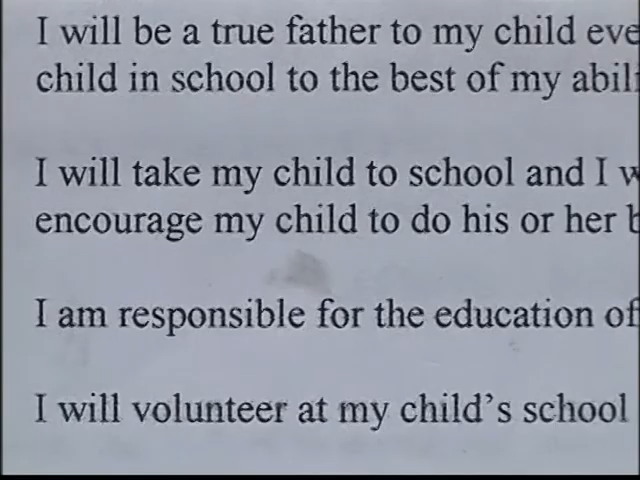 I will be a true father to my child
child in school to the best of my
I will take my child to school and I
encourage my child to do his or her
I am responsible for the education of
I will volunteer at my child's school